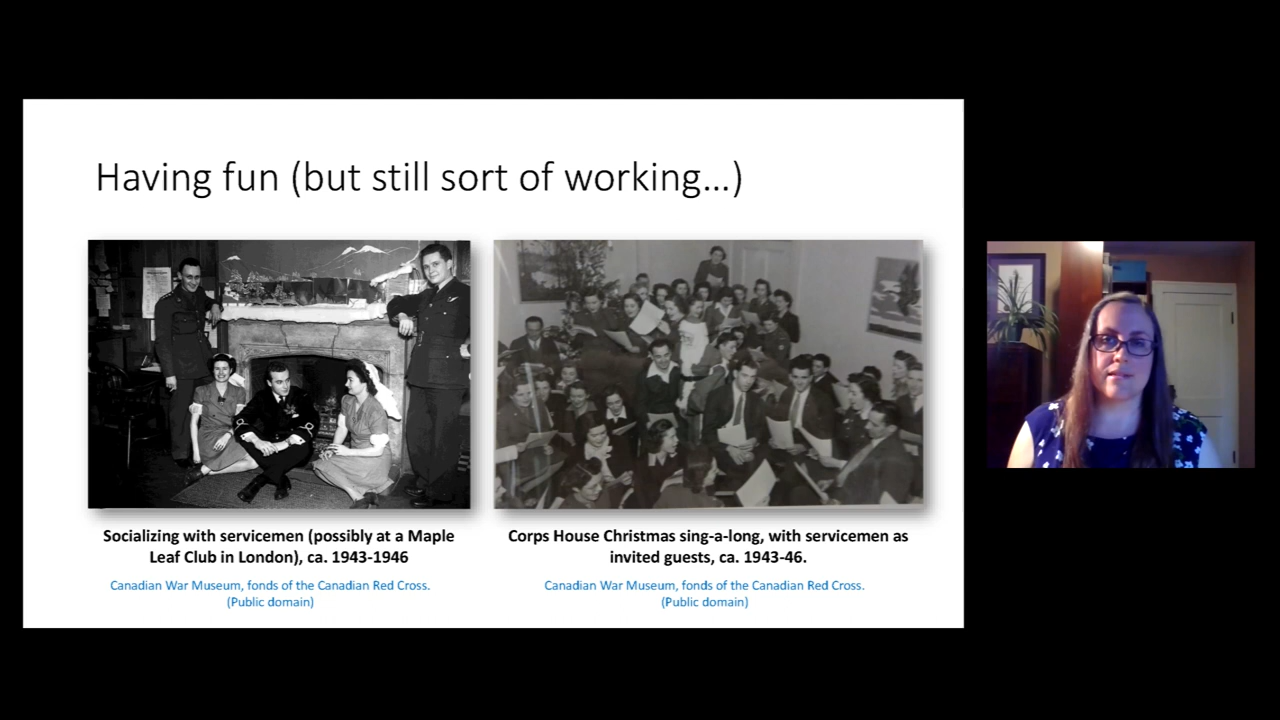 Having fun (but still sort of working...)
Socializing with servicemen (possibly at a Maple
Leaf Club in London), ca. 1943-1946
Canadian War Museum, fonds of the Canadian Red Cross.
(Public domain)
Corps House Christmas sing-a-long, with servicemen as
invited guests, ca. 1943-46.
Canadian War Museum, fonds of the Canadian Red Cross.
(Public domain)